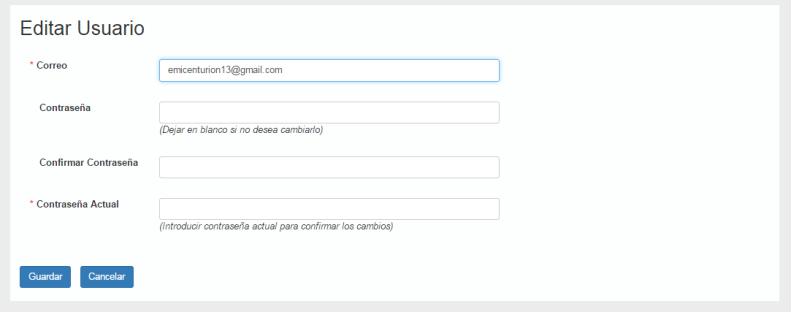 Editar Usuario
* Correo
emicenturion13@gmail.com
Contraseña
(Dejar en blanco si no desea cambiarlo)
Confirmar Contraseña
* Contraseña Actual
(Introducir contraseña actual para confirmar los cambios)
Guardar Cancelar